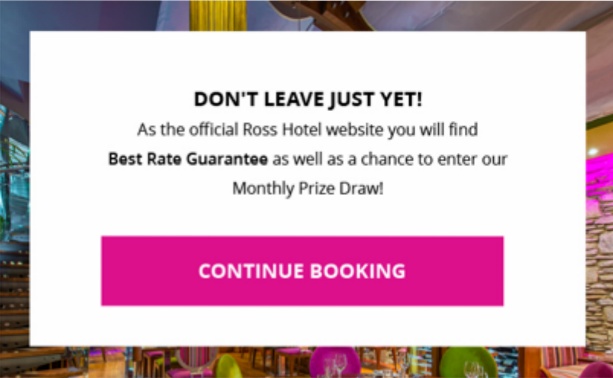 DON'T LEAVE JUST YET!
As the official Ross Hotel website you will find
Best Rate Guarantee as well as a chance to enter our
Monthly Prize Draw!
CONTINUE BOOKING